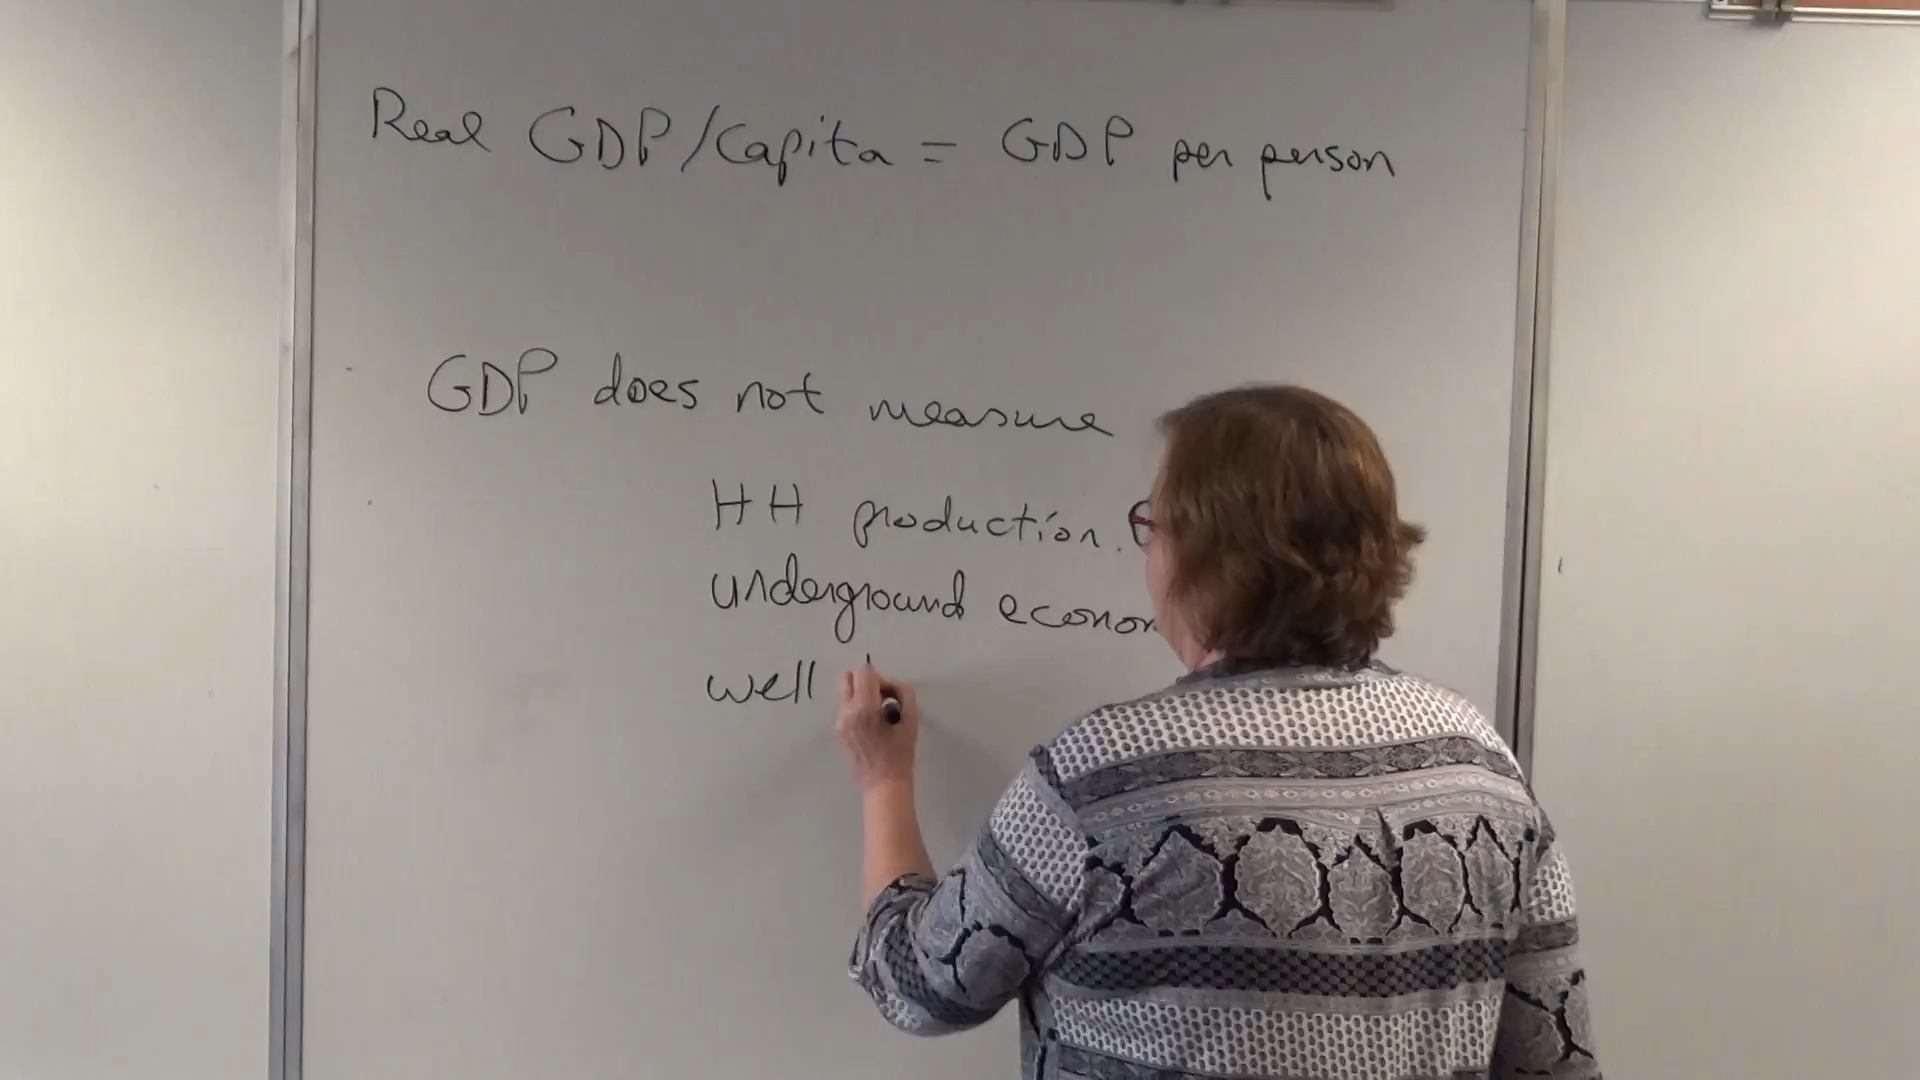 Real GDP/Capita = GDP per person
GDP does not measure
HH production.
underground econom
well